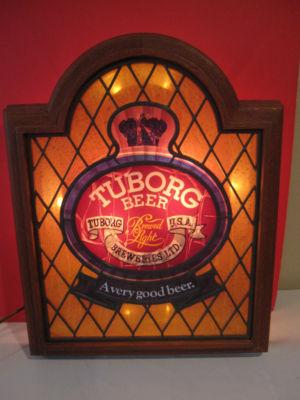 TUBORG
BEER
TUBORG Brewed Light U.S.A.
BREWERIES LTD.
A very good beer.